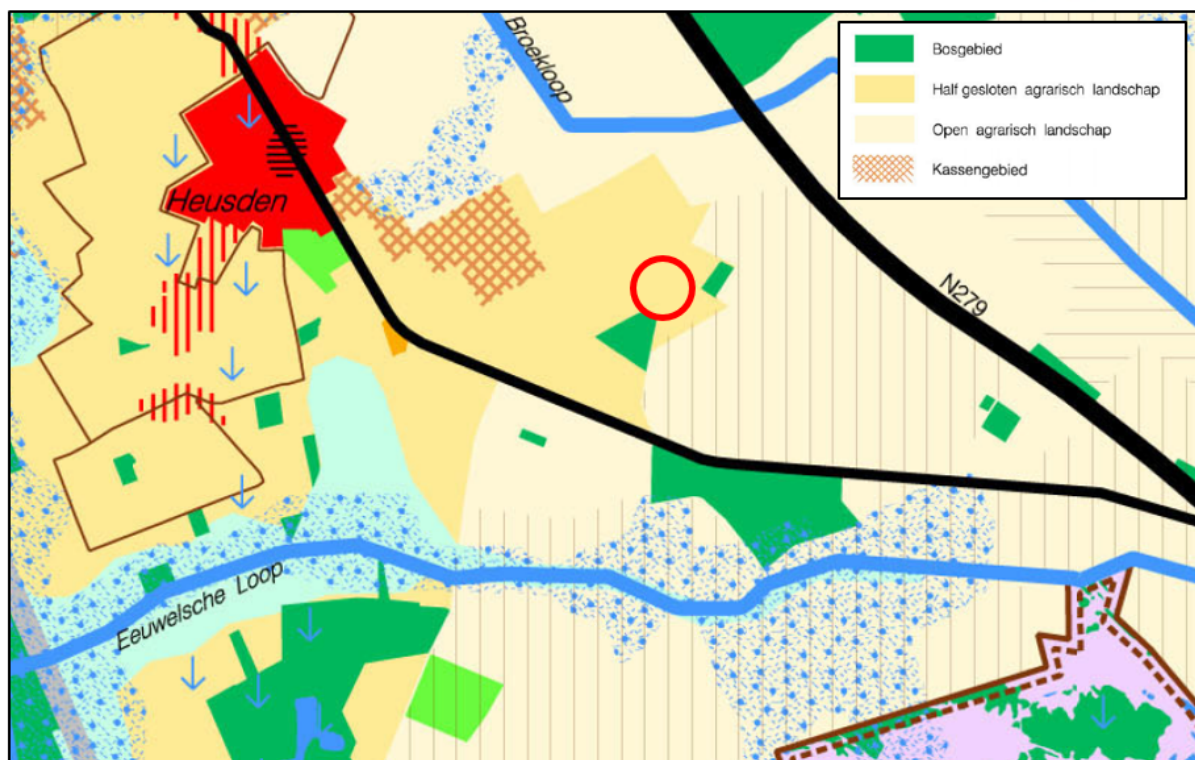 Broekloop
Bosgebied
Half gesloten agrarisch landschap
Open agrarisch landschap
Kassengebied
Heusden
N279
Eeuwelsche Loop